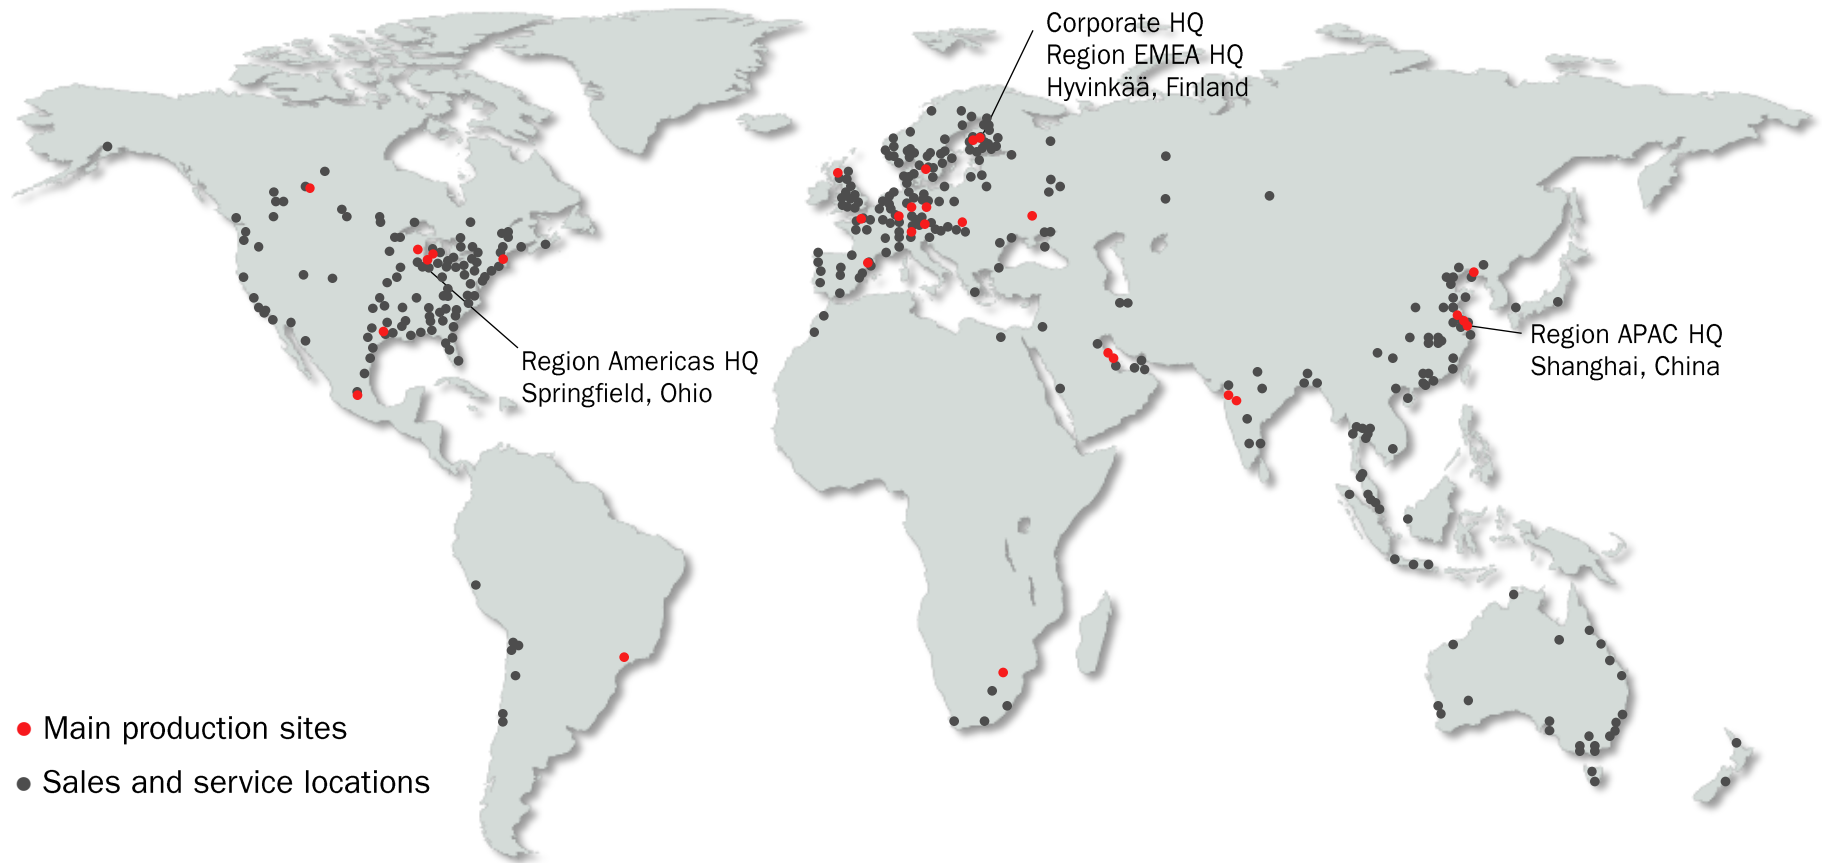 Corporate HQ
Region EMEA HQ
Hyvinkää, Finland
Region APAC HQ
Shanghai, China
Region Americas HQ
Springfield, Ohio
Main production sites
Sales and service locations